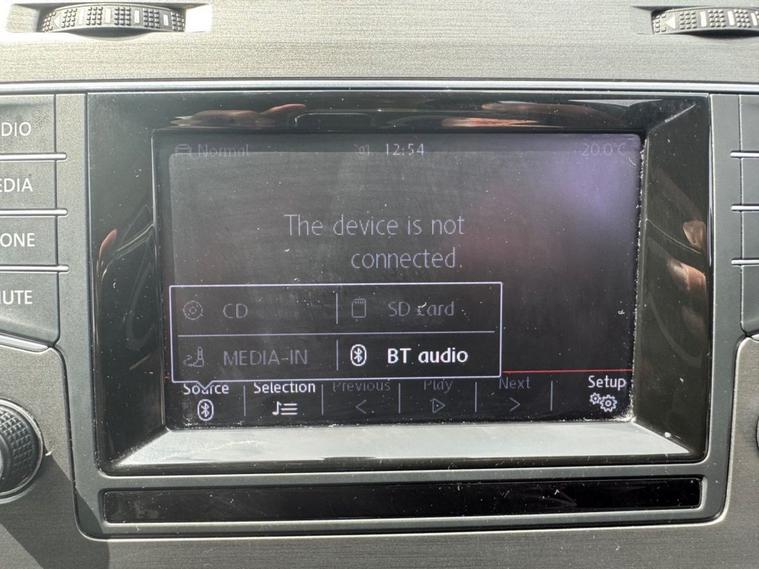 Normal 12:54 20.0°C
DIO
EDIA
ONE
UTE
The device is not
connected.
CD SD card
MEDIA-IN BT audio
Source Selection Previous Play Next Setup